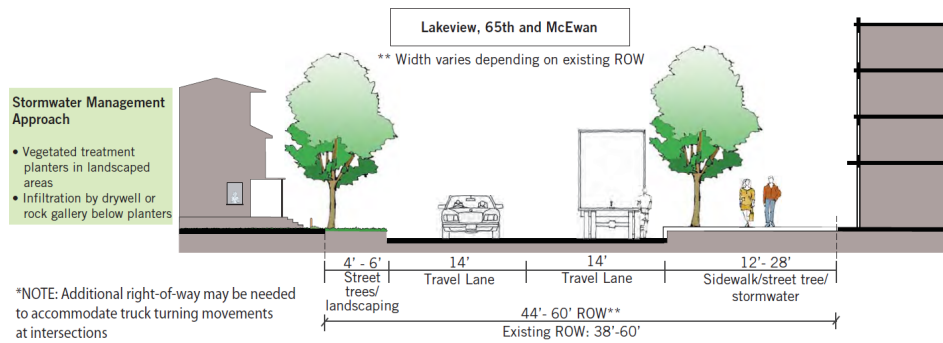 Lakeview, 65th and McEwan
** Width varies depending on existing ROW
Stormwater Management
Approach
• Vegetated treatment
planters in landscaped
areas
• Infiltration by drywell or
rock gallery below planters
4’ - 6’
Street
trees/
landscaping
14’
Travel Lane
14’
Travel Lane
12’- 28’
Sidewalk/street tree/
stormwater
44’- 60’ ROW**
Existing ROW: 38’-60’
*NOTE: Additional right-of-way may be needed
to accommodate truck turning movements
at intersections